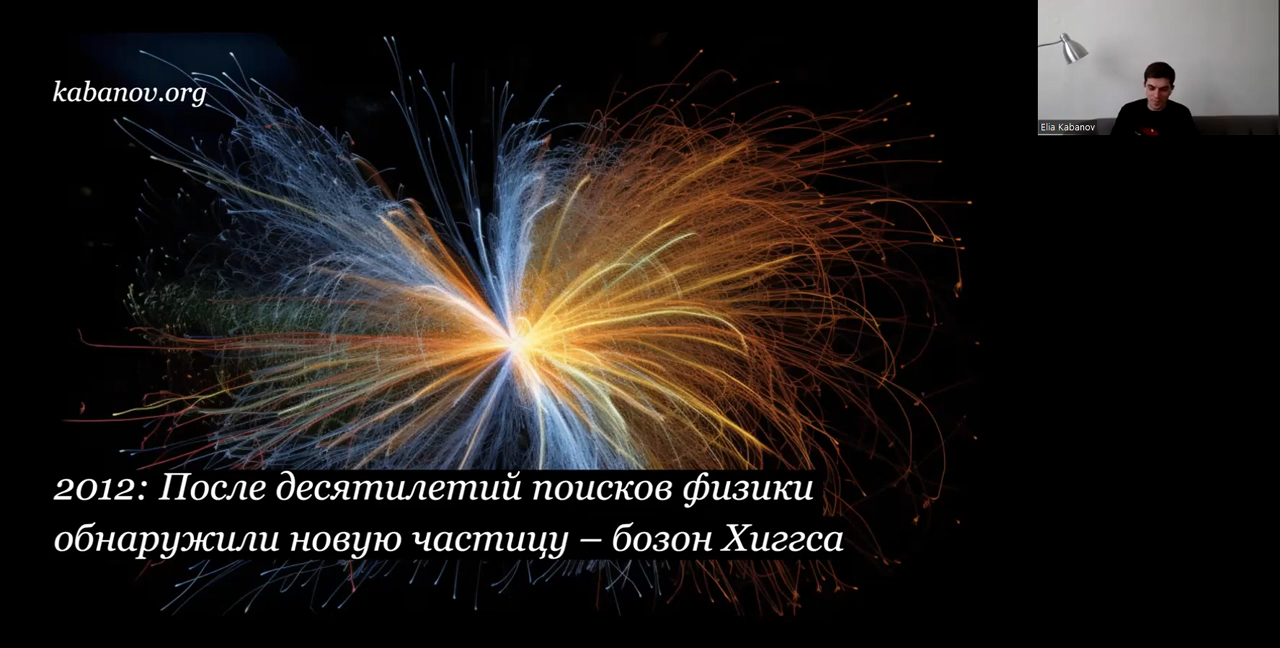 kabanov.org
Elia Kabanov
2012: После десятилетий поисков физики
обнаружили новую частицу – бозон Хиггса